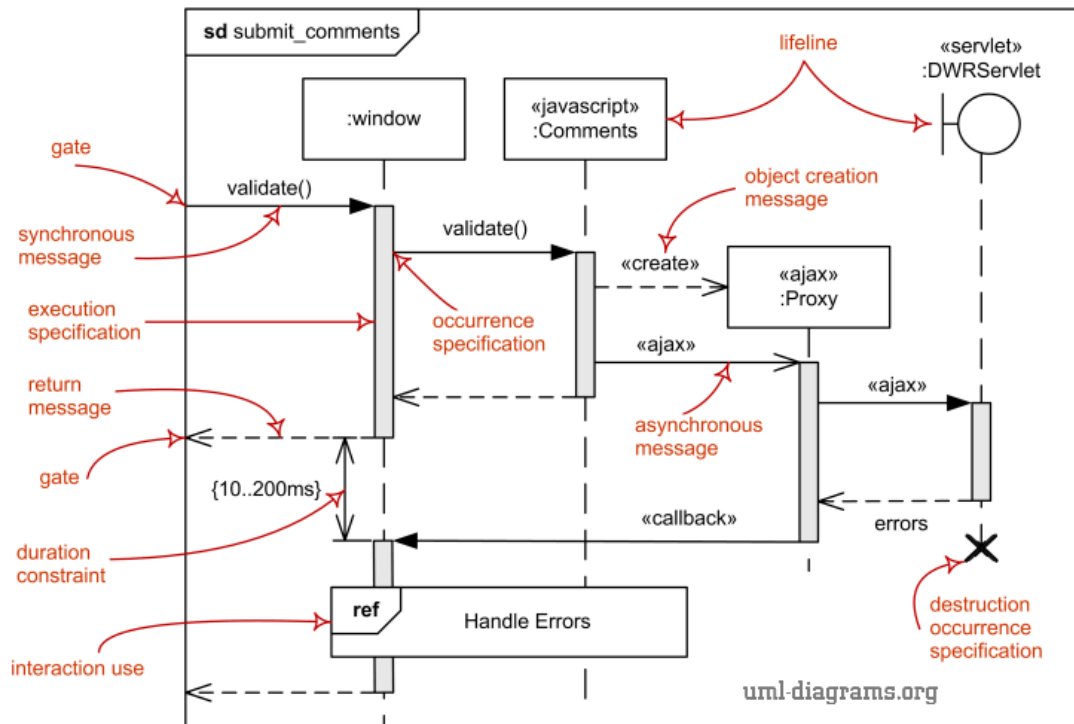 sd submit_comments
lifeline
«servlet»
:DWRServlet
:window
«javascript»
:Comments
gate
validate()
object creation
message
synchronous
message
validate()
«create»
«ajax»
:Proxy
execution
specification
occurrence
specification
«ajax»
return
message
«ajax»
asynchronous
message
gate
{10..200ms}
«callback»
errors
duration
constraint
ref
Handle Errors
destruction
occurrence
specification
interaction use
uml-diagrams.org